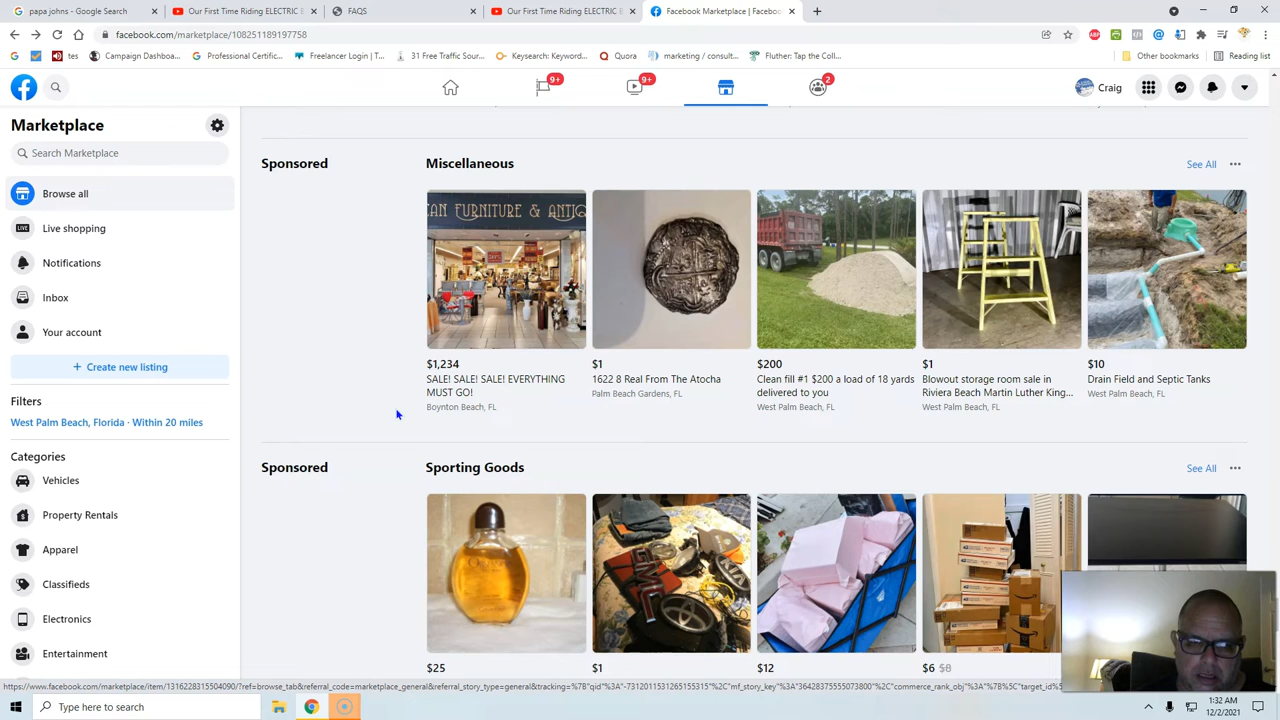 papa johns - Google Search
Our First Time Riding ELECTRIC B
FAQS
Our First Time Riding ELECTRIC B
Facebook Marketplace | Faceboo
facebook.com/marketplace/108251189197758
tes
Campaign Dashboa...
Professional Certific...
Freelancer Login | T...
31 Free Traffic Sour...
Keysearch: Keyword...
Quora
marketing / consult...
Fluther: Tap the Coll...
Other bookmarks
Reading list
9+
9+
2
Craig
Marketplace
Search Marketplace
Browse all
LIVE
Live shopping
Notifications
Inbox
Your account
+ Create new listing
Filters
West Palm Beach, Florida · Within 20 miles
Categories
Vehicles
Property Rentals
Apparel
Classifieds
Electronics
Entertainment
Sponsored
Miscellaneous
See All
EAN FURNITURE & ANTIQ
$1,234
SALE! SALE! SALE! EVERYTHING
MUST GO!
Boynton Beach, FL
$1
1622 8 Real From The Atocha
Palm Beach Gardens, FL
$200
Clean fill #1 $200 a load of 18 yards
delivered to you
West Palm Beach, FL
$1
Blowout storage room sale in
Riviera Beach Martin Luther King...
West Palm Beach, FL
$10
Drain Field and Septic Tanks
West Palm Beach, FL
Sponsored
Sporting Goods
See All
$25
$1
$12
$6 $8
Type here to search
1:32 AM
12/2/2021